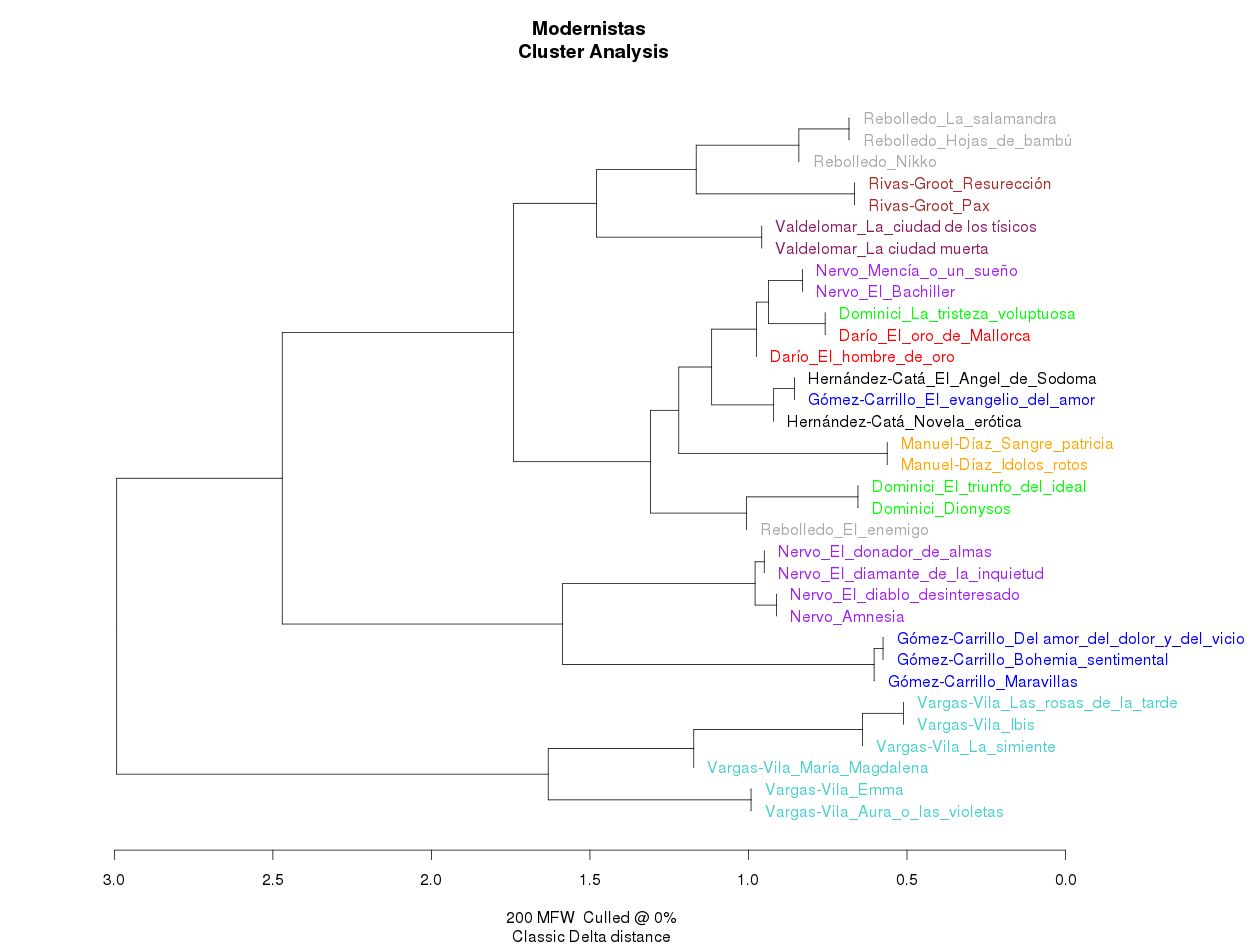 Modernistas
Cluster Analysis
Rebolledo_La_salamandra
Rebolledo_Hojas_de_bambú
Rebolledo_Nikko
Rivas-Groot_Resurección
Rivas-Groot_Pax
Valdelomar_La_ciudad de los tísicos
Valdelomar_La ciudad muerta
Nervo_Mencía_o_un_sueño
Nervo_El_Bachiller
Dominici_La_tristeza_voluptuosa
Darío_El_oro_de_Mallorca
Darío_El_hombre_de_oro
Hernández-Catá_El_Angel_de_Sodoma
Gómez-Carrillo_El_evangelio_del_amor
Hernández-Catá_Novela_erótica
Manuel-Díaz_Sangre_patricia
Manuel-Díaz_Idolos_rotos
Dominici_El_triunfo_del_ideal
Dominici_Dionysos
Rebolledo_El_enemigo
Nervo_El_donador_de_almas
Nervo_El_diamante_de_la_inquietud
Nervo_El_diablo_desinteresado
Nervo_Amnesia
Gómez-Carrillo_Del amor_del_dolor_y_del_vicio
Gómez-Carrillo_Bohemia_sentimental
Gómez-Carrillo_Maravillas
Vargas-Vila_Las_rosas_de_la_tarde
Vargas-Vila_Ibis
Vargas-Vila_La_simiente
Vargas-Vila_María_Magdalena
Vargas-Vila_Emma
Vargas-Vila_Aura_o_las_violetas
3.0 2.5 2.0 1.5 1.0 0.5 0.0
200 MFW Culled @ 0%
Classic Delta distance